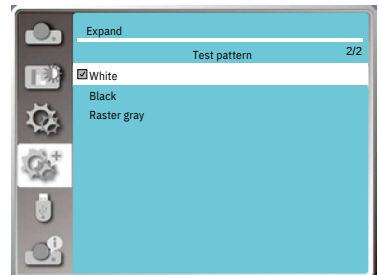 Expand
Test pattern 2/2
White
Black
Raster gray